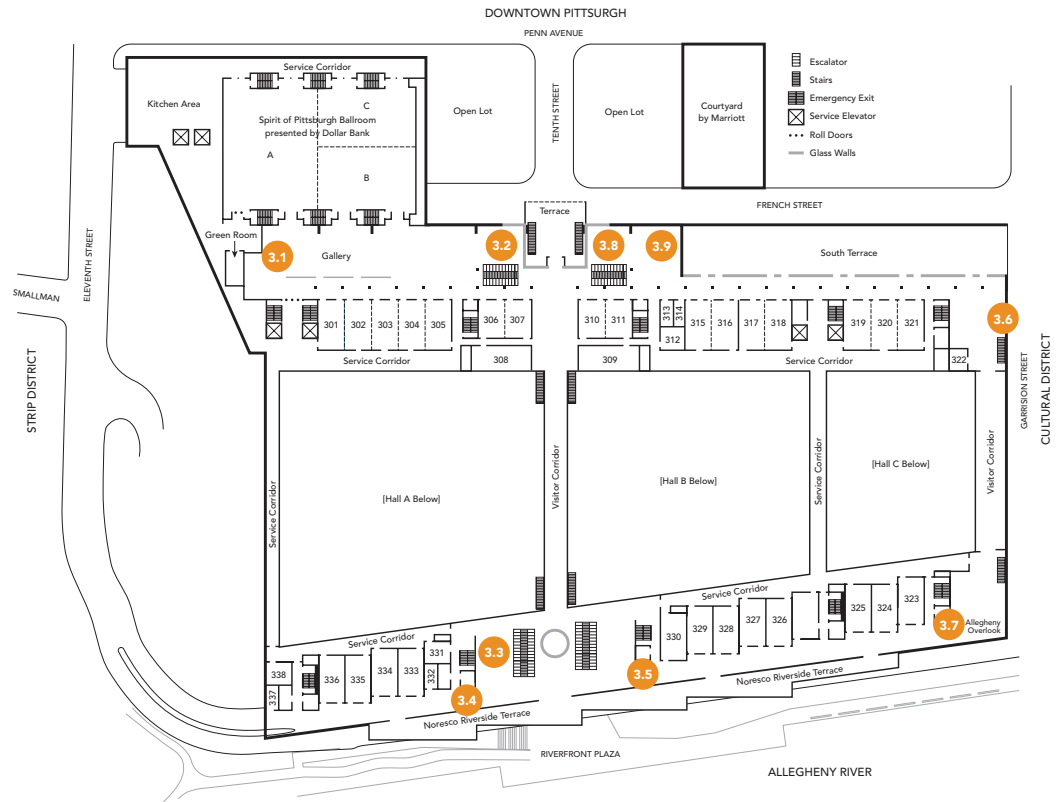 DOWNTOWN PITTSURGH
PENN AVENUE
Service Corridor
Kitchen Area
C
Spirit of Pittsburgh Ballroom
presented by Dollar Bank
A
B
Open Lot
TENTH STREET
Open Lot
Courtyard
by Marriott
Escalator
Stairs
Emergency Exit
Service Elevator
Roll Doors
Glass Walls
FRENCH STREET
Terrace
Green Room
3.1
Gallery
3.2
3.8
3.9
South Terrace
ELEVENTH STREET
SMALLMAN
STRIP DISTRICT
301
302
303
304
305
306
307
310
311
313
314
312
315
316
317
318
319
320
321
322
3.6
GARRISION STREET
CULTURAL DISTRICT
Service Corridor
308
309
Service Corridor
[Hall A Below]
Visitor Corridor
[Hall B Below]
Service Corridor
[Hall C Below]
Visitor Corridor
Service Corridor
Service Corridor
Service Corridor
338
337
336
335
334
333
331
332
3.3
3.4
3.5
330
329
328
327
326
325
324
323
3.7
Allegheny
Overlook
Noresco Riverside Terrace
Noresco Riverside Terrace
RIVERFRONT PLAZA
ALLEGHENY RIVER